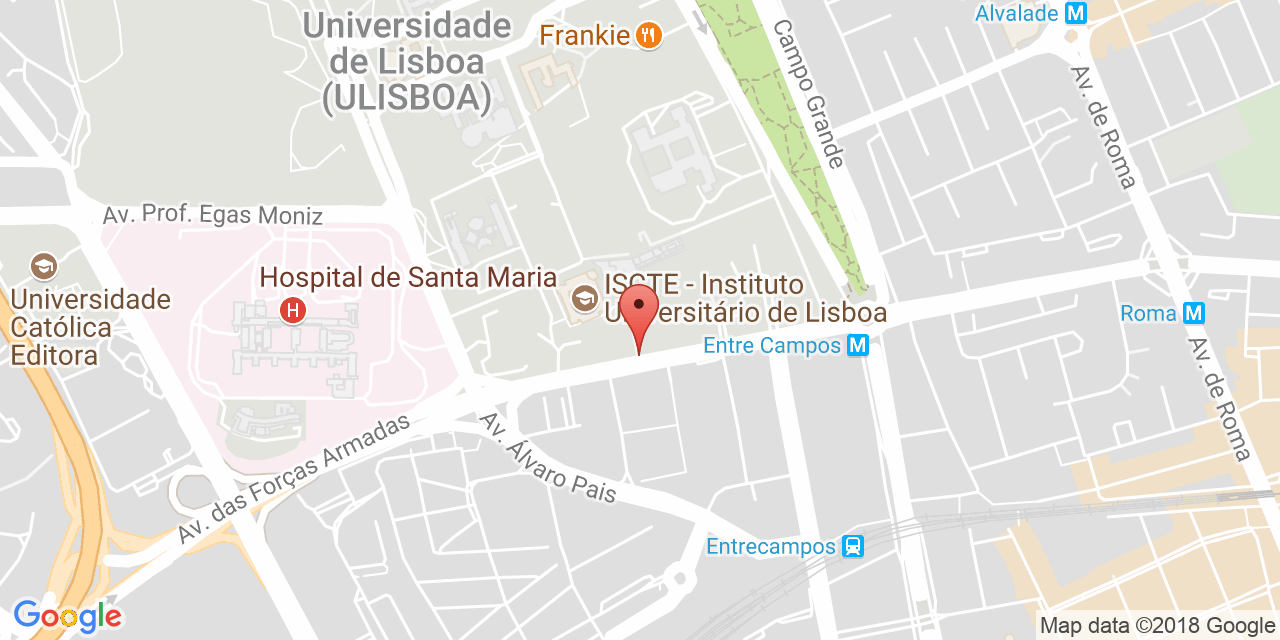 Alvalade M
Universidade
de Lisboa
(ULISBOA)
Frankie
Campo Grande
Av. de Roma
Av. Prof. Egas Moniz
Hospital de Santa Maria
H
Universidade
Católica
Editora
ISCTE - Instituto
Universitário de Lisboa
Entre Campos M
Roma M
Av. de Roma
Av. das Forças Armadas
Av. Álvaro Pais
Entrecampos
Google
Map data ©2018 Google